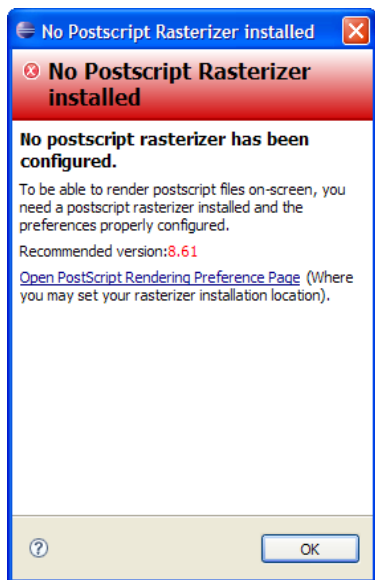 No Postscript Rasterizer installed
No Postscript Rasterizer
installed
No postscript rasterizer has been
configured.
To be able to render postscript files on-screen, you
need a postscript rasterizer installed and the
preferences properly configured.
Recommended version:8.61
Open PostScript Rendering Preference Page (Where
you may set your rasterizer installation location).
OK